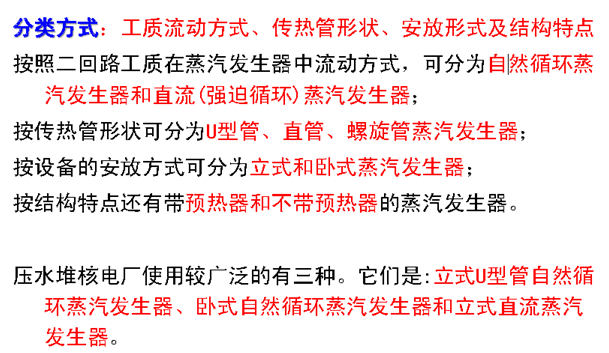 分类方式：工质流动方式、传热管形状、安放形式及结构特点
按照二回路工质在蒸汽发生器中流动方式，可分为自然循环蒸
汽发生器和直流(强迫循环)蒸汽发生器；
按传热管形状可分为U型管、直管、螺旋管蒸汽发生器；
按设备的安放方式可分为立式和卧式蒸汽发生器；
按结构特点还有带预热器和不带预热器的蒸汽发生器。
压水堆核电厂使用较广泛的有三种。它们是:立式U型管自然循
环蒸汽发生器、卧式自然循环蒸汽发生器和立式直流蒸汽
发生器。